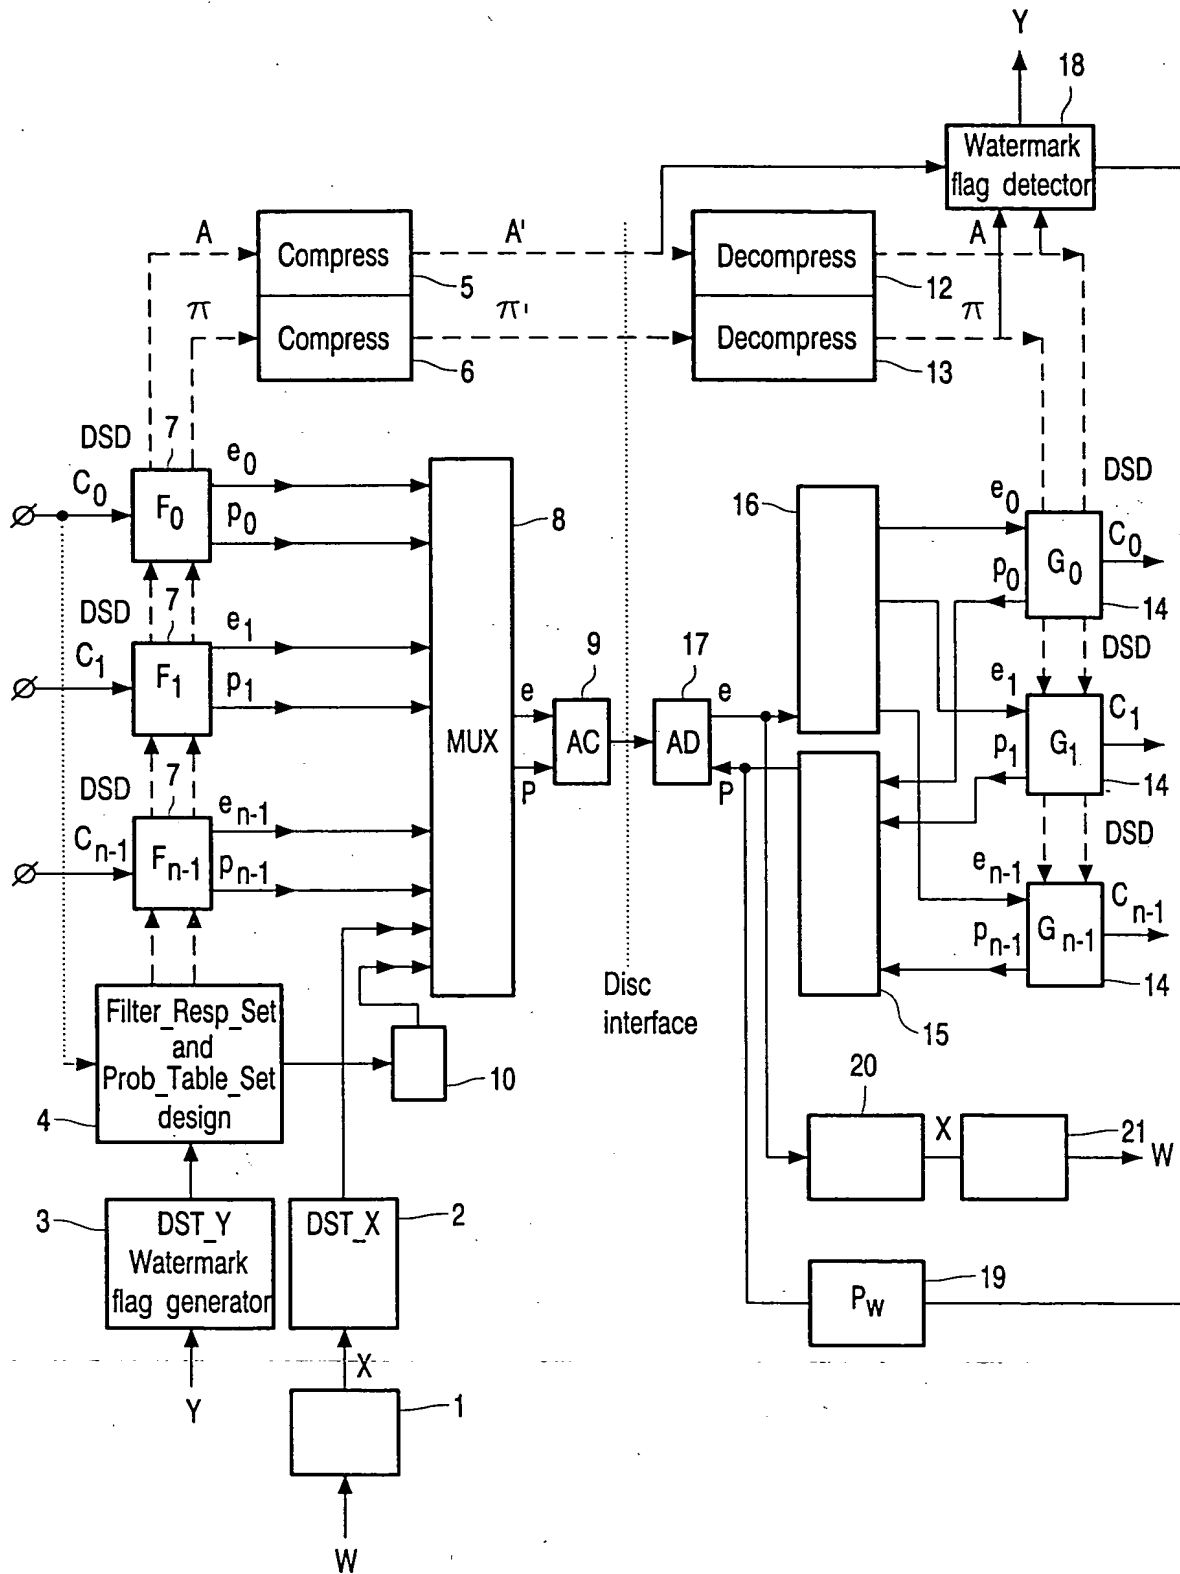 Y
18
Watermark
flag detector
A
Compress
5
A'
Decompress
12
A
π
Compress
6
π'
Decompress
13
π
DSD
7
C0
F0
e0
p0
8
16
e0
DSD
G0
C0
p0
14
DSD
7
C1
F1
e1
p1
MUX
e
P
9
AC
17
AD
e
P
DSD
e1
G1
C1
p1
14
DSD
7
Cn-1
Fn-1
en-1
pn-1
DSD
en-1
Gn-1
Cn-1
pn-1
14
Disc
interface
15
Filter_Resp_Set
and
Prob_Table_Set
design
4
10
20
X
21
W
3
DST_Y
Watermark
flag generator
DST_X
2
19
Pw
Y
X
1
W